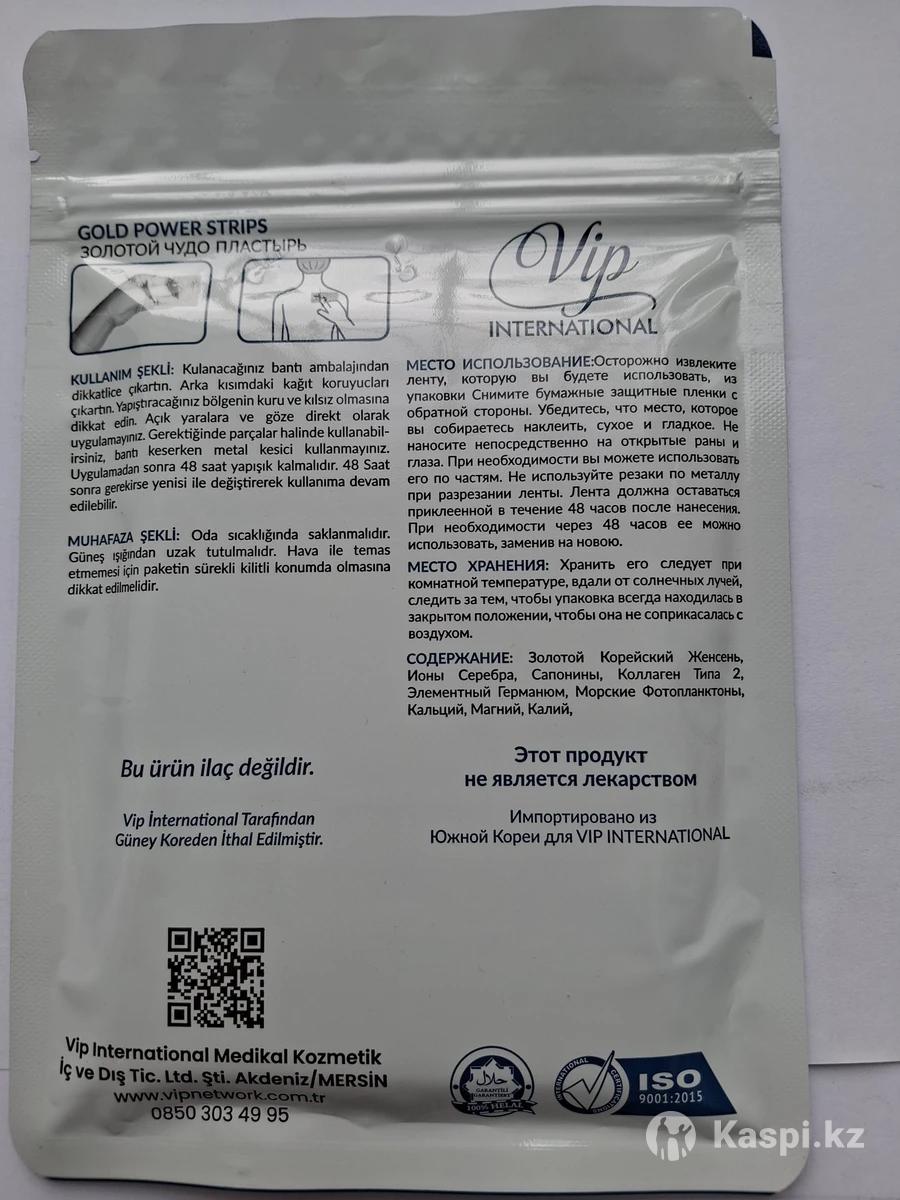 GOLD POWER STRIPS
ЗОЛОТОЙ ЧУДО ПЛАСТЫРЬ
Vip
INTERNATIONAL
KULLANIM ŞEKLİ: Kulanacağınız bantı ambalajından
dikkatlice çıkartın. Arka kısımdaki kağıt koruyucları
çıkartın. Yapıştıracağınız bölgenin kuru ve kılsız olmasına
dikkat edin. Açık yaralara ve göze direkt olarak
uygulamayınız. Gerektiğinde parçalar halinde kullanabil-
irsiniz, bantı keserken metal kesici kullanmayınız.
Uygulamadan sonra 48 saat yapışık kalmalıdır. 48 Saat
sonra gerekirse yenisi ile değiştirerek kullanıma devam
edilebilir.
MUHAFAZA ŞEKLİ: Oda sıcaklığında saklanmalıdır.
Güneş ışığından uzak tutulmalıdır. Hava ile temas
etmemesi için paketin sürekli kilitli konumda olmasına
dikkat edilmelidir.
МЕСТО ИСПОЛЬЗОВАНИЕ:Осторожно извлеките
ленту, которую вы будете использовать, из
упаковки Снимите бумажные защитные пленки с
обратной стороны. Убедитесь, что место, которое
вы собираетесь наклеить, сухое и гладкое. Не
наносите непосредственно на открытые раны и
глаза. При необходимости вы можете использовать
его по частям. Не используйте резаки по металлу
при разрезании ленты. Лента должна оставаться
приклеенной в течение 48 часов после нанесения.
При необходимости через 48 часов ее можно
использовать, заменив на новою.
МЕСТО ХРАНЕНИЯ: Хранить его следует при
комнатной температуре, вдали от солнечных лучей,
следить за тем, чтобы упаковка всегда находилась в
закрытом положении, чтобы она не соприкасалась с
воздухом.
СОДЕРЖАНИЕ: Золотой Корейский Женсень,
Ионы Серебра, Сапонины, Коллаген Типа 2,
Элементный Германюм, Морские Фотопланктоны,
Кальций, Магний, Калий,
Bu ürün ilaç değildir.
Vip İnternational Tarafından
Güney Koreden İthal Edilmiştir.
Этот продукт
не является лекарством
Импортировано из
Южной Кореи для VIP INTERNATIONAL
Vip International Medikal Kozmetik
İç ve Dış Tic. Ltd. Şti. Akdeniz/MERSİN
www.vipnetwork.com.tr
0850 303 49 95
حلال
GARANTİLİ
GARANTIERT
100% HELAL
INTERNATIONAL
CERTIFICATIONS
ISO
9001:2015
Kaspi.kz